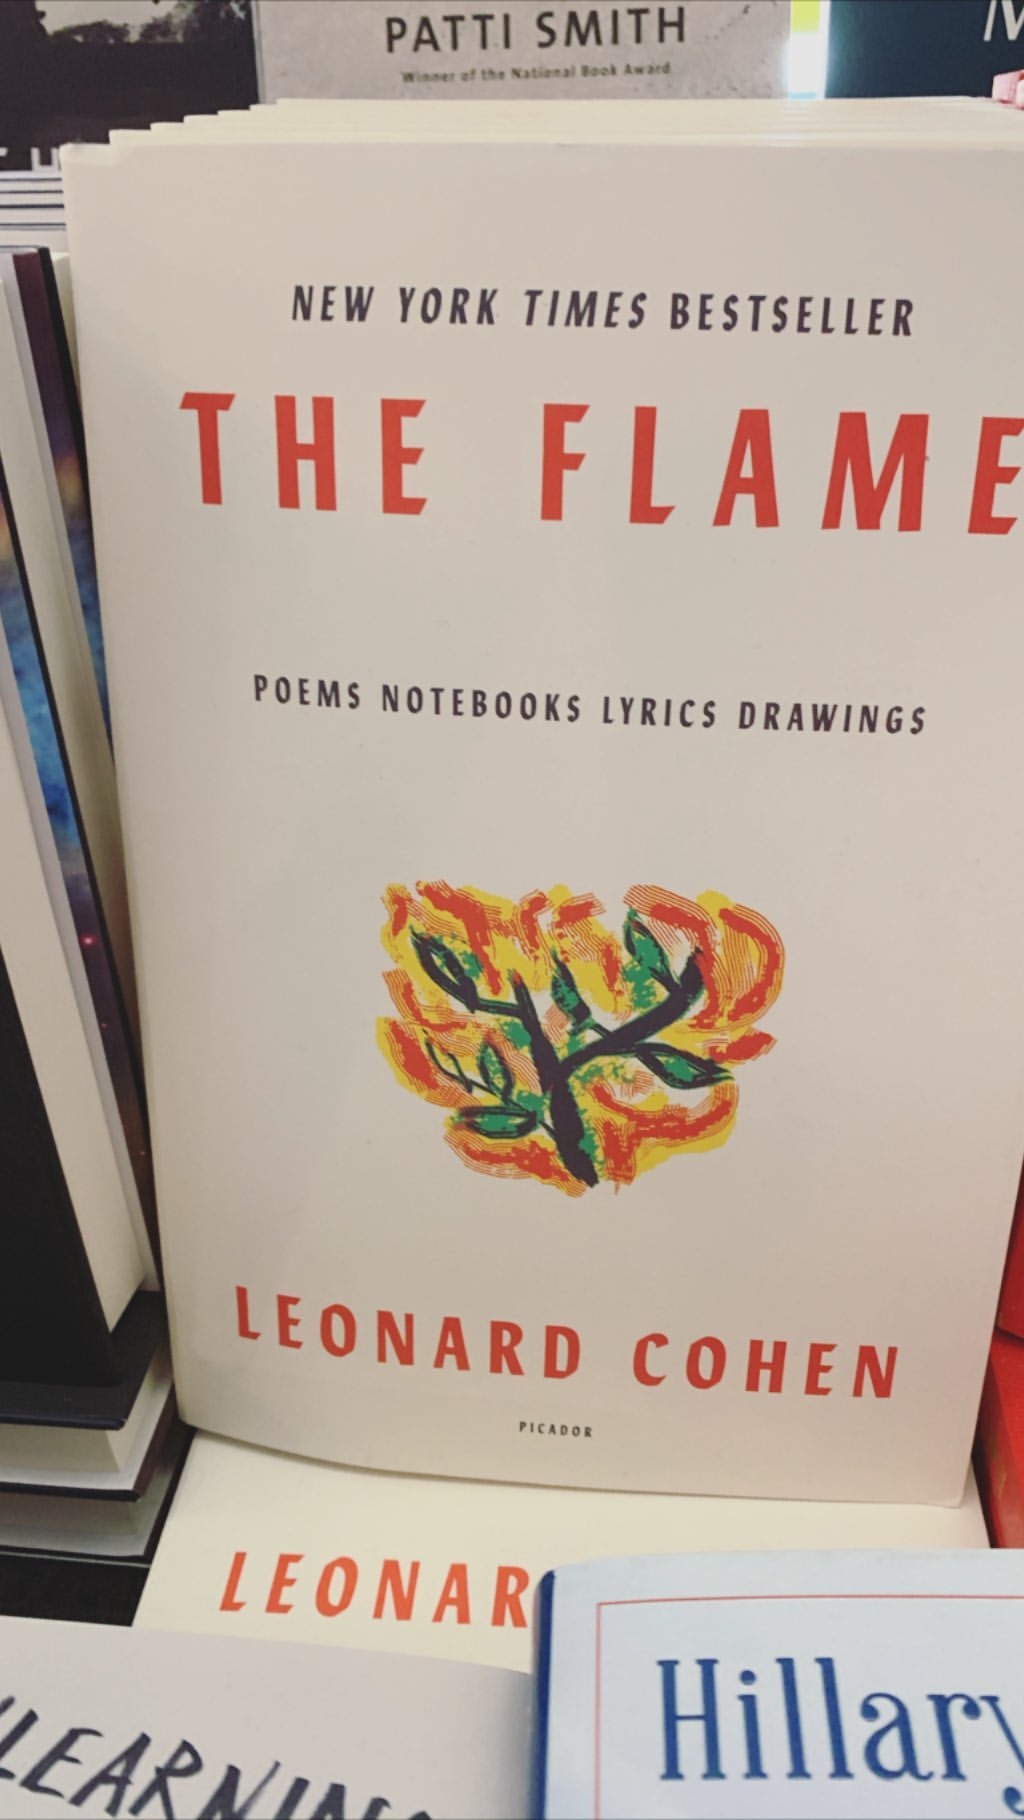 PATTI SMITH
Winner of the National Book Award
NEW YORK TIMES BESTSELLER
THE FLAME
POEMS NOTEBOOKS LYRICS DRAWINGS
LEONARD COHEN
PICADOR
LEONAR
Hillary
LEARNING